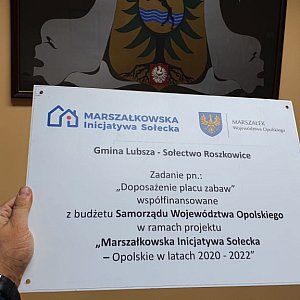 MARSZAŁKOWSKA
Inicjatywa Sołecka
MARSZAŁEK
Województwa Opolskiego
Gmina Lubsza - Sołectwo Roszkowice
Zadanie pn.:
„Doposażenie placu zabaw”
współfinansowane
z budżetu Samorządu Województwa Opolskiego
w ramach projektu
„Marszałkowska Inicjatywa Sołecka
– Opolskie w latach 2020 - 2022”